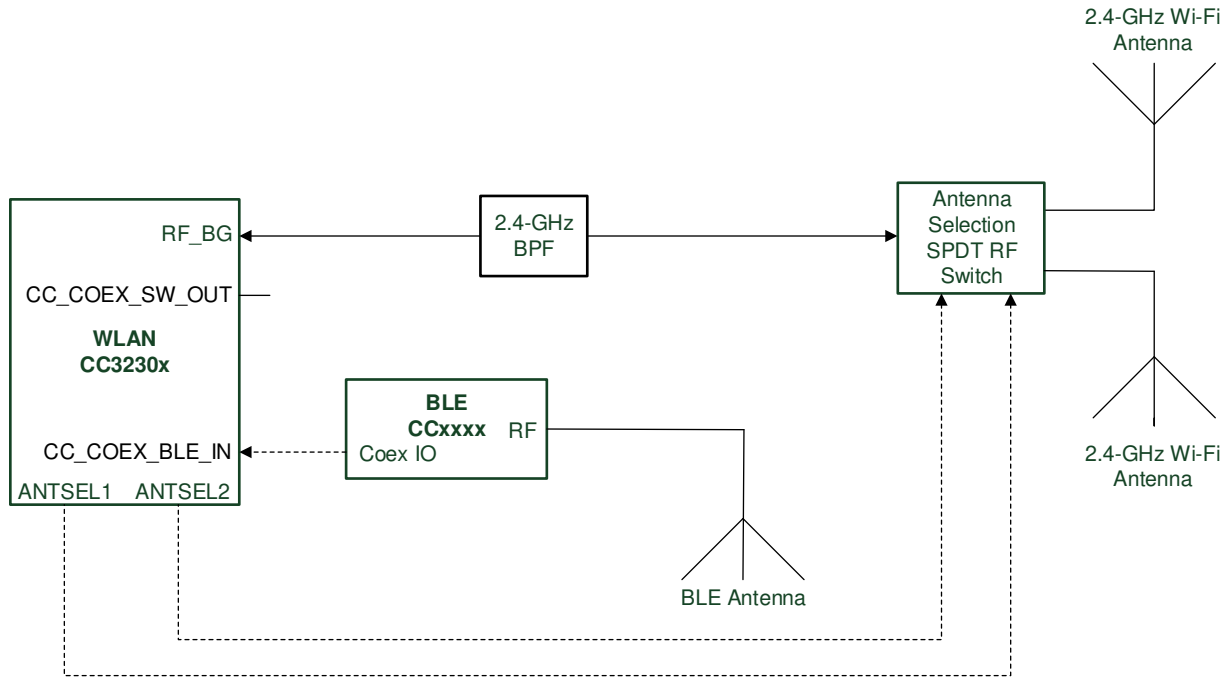 2.4-GHz Wi-Fi
Antenna
Antenna
Selection
SPDT RF
Switch
2.4-GHz
BPF
RF_BG
CC_COEX_SW_OUT
WLAN
CC3230x
CC_COEX_BLE_IN
ANTSEL1 ANTSEL2
BLE
CCxxxx
RF
Coex IO
2.4-GHz Wi-Fi
Antenna
BLE Antenna